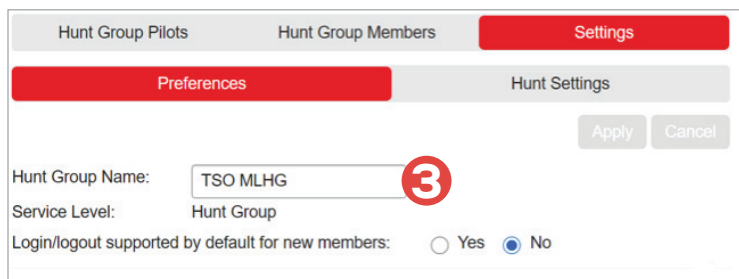 Hunt Group Pilots Hunt Group Members Settings
Preferences Hunt Settings
Apply Cancel
Hunt Group Name: TSO MLHG 3
Service Level: Hunt Group
Login/logout supported by default for new members: Yes No